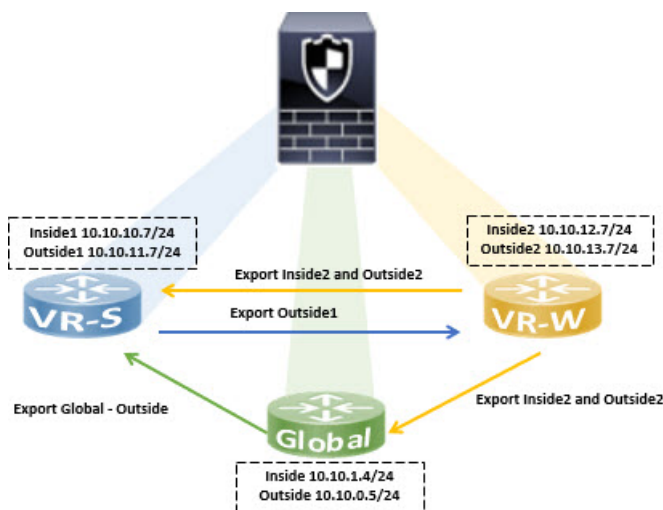 Inside1 10.10.10.7/24
Outside1 10.10.11.7/24
Inside2 10.10.12.7/24
Outside2 10.10.13.7/24
Export Inside2 and Outside2
VR-S
VR-W
Export Outside1
Export Global - Outside
Export Inside2 and Outside2
Global
Inside 10.10.1.4/24
Outside 10.10.0.5/24